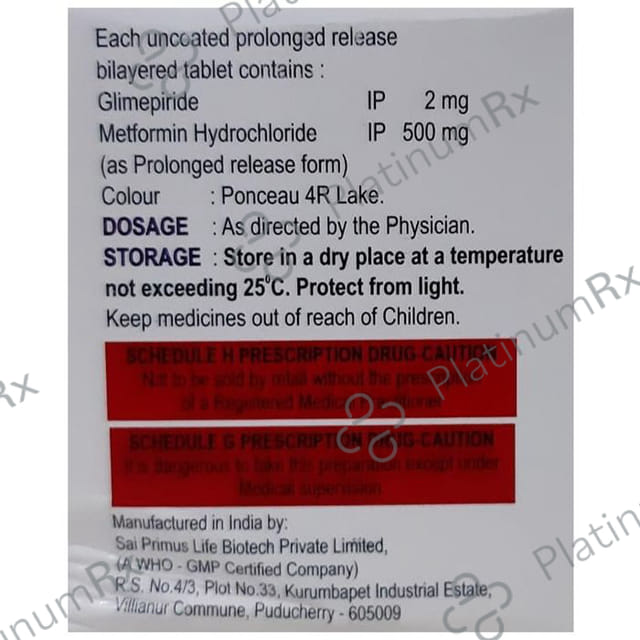 Each uncoated prolonged release
bilayered tablet contains :
Glimepiride IP 2 mg
Metformin Hydrochloride IP 500 mg
(as Prolonged release form)
Colour : Ponceau 4R Lake.
DOSAGE : As directed by the Physician.
STORAGE : Store in a dry place at a temperature
not exceeding 25°C. Protect from light.
Keep medicines out of reach of Children.
SCHEDULE H PRESCRIPTION DRUG-CAUTION
Not to be sold by retail without the prescription
of a Registered Medical Practitioner
SCHEDULE G PRESCRIPTION DRUG-CAUTION
It is dangerous to take this preparation except under
Medical supervision
Manufactured in India by:
Sai Primus Life Biotech Private Limited,
(A WHO - GMP Certified Company)
R.S. No.4/3, Plot No.33, Kurumbapet Industrial Estate,
Villianur Commune, Puducherry - 605009
PlatinumRx
PlatinumRx
PlatinumRx